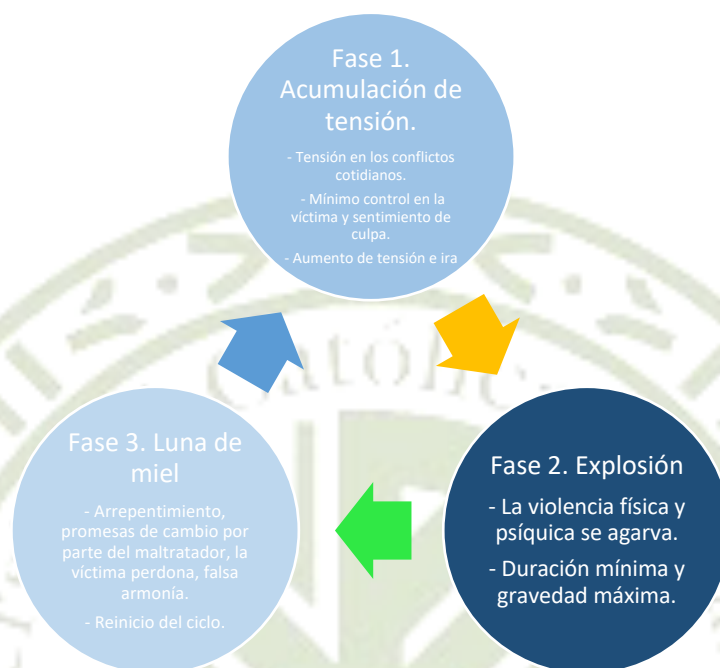 Fase 1.
Acumulación de
tensión.
- Tensión en los conflictos
cotidianos.
- Mínimo control en la
víctima y sentimiento de
culpa.
- Aumento de tensión e ira
Católic
Fase 3. Luna de
miel
- Arrepentimiento,
promesas de cambio por
parte del maltratador, la
víctima perdona, falsa
armonía.
- Reinicio del ciclo.
Fase 2. Explosión
- La violencia física y
psíquica se agarva.
- Duración mínima y
gravedad máxima.